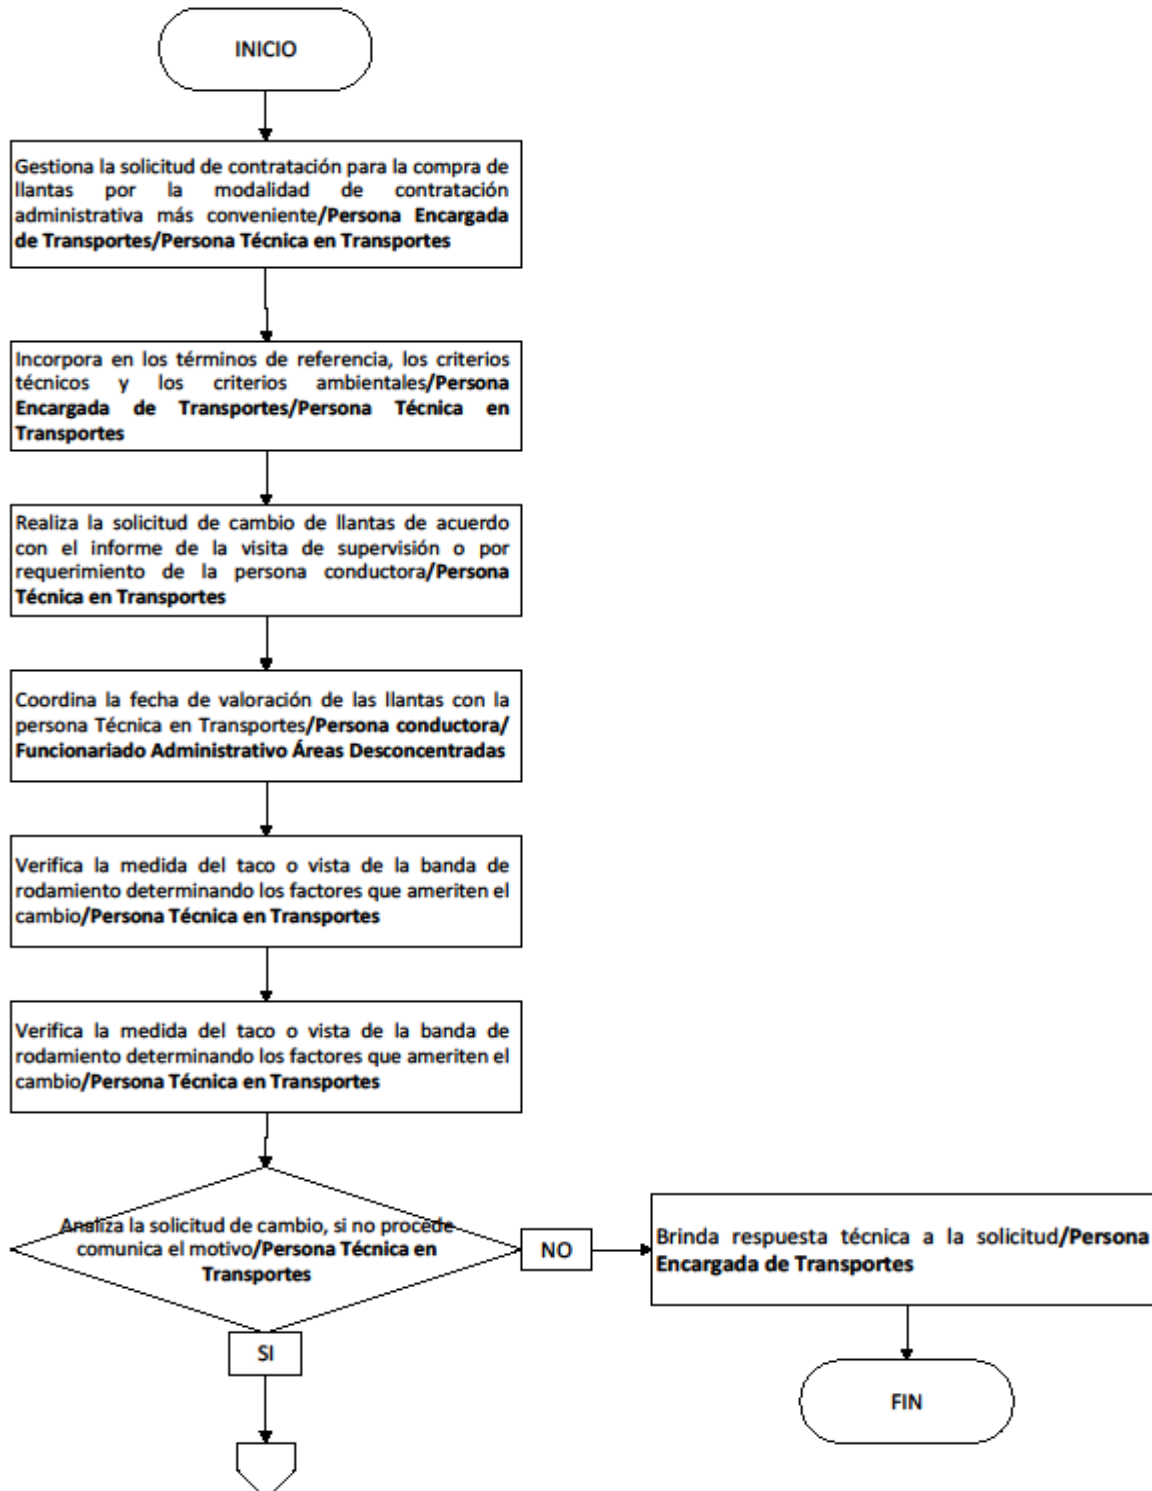 INICIO
Gestiona la solicitud de contratación para la compra de
llantas por la modalidad de contratación
administrativa más conveniente/Persona Encargada
de Transportes/Persona Técnica en Transportes
Incorpora en los términos de referencia, los criterios
técnicos y los criterios ambientales/Persona
Encargada de Transportes/Persona Técnica en
Transportes
Realiza la solicitud de cambio de llantas de acuerdo
con el informe de la visita de supervisión o por
requerimiento de la persona conductora/Persona
Técnica en Transportes
Coordina la fecha de valoración de las llantas con la
persona Técnica en Transportes/Persona conductora/
Funcionariado Administrativo Áreas Desconcentradas
Verifica la medida del taco o vista de la banda de
rodamiento determinando los factores que ameriten el
cambio/Persona Técnica en Transportes
Verifica la medida del taco o vista de la banda de
rodamiento determinando los factores que ameriten el
cambio/Persona Técnica en Transportes
Analiza la solicitud de cambio, si no procede
comunica el motivo/Persona Técnica en
Transportes
NO
Brinda respuesta técnica a la solicitud/Persona
Encargada de Transportes
SI
FIN